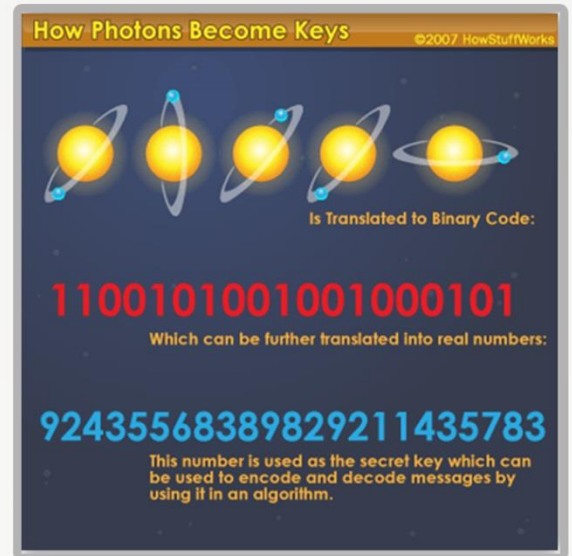 How Photons Become Keys
©2007 HowStuffWorks
Is Translated to Binary Code:
1100101001001000101
Which can be further translated into real numbers:
92435568389829211435783
This number is used as the secret key which can
be used to encode and decode messages by
using it in an algorithm.